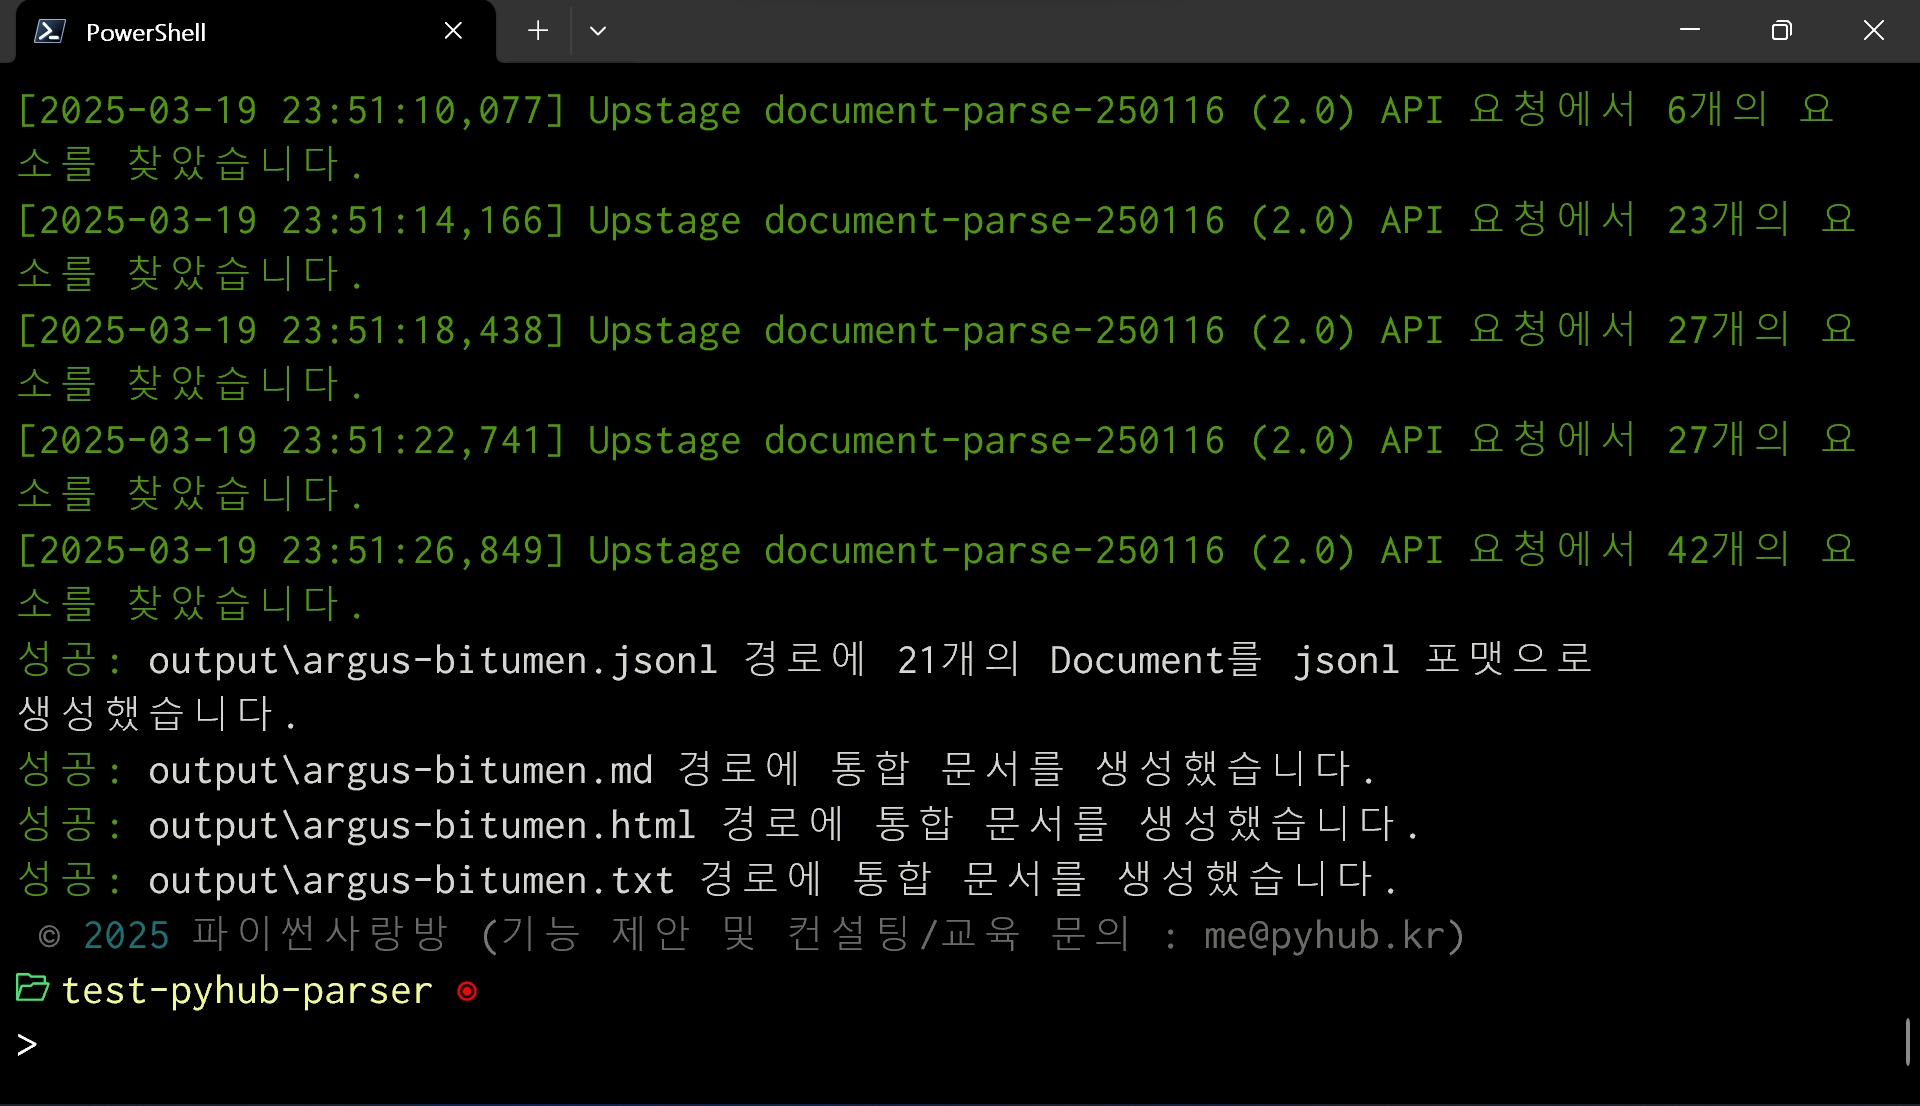 PowerShell
[2025-03-19 23:51:10,077] Upstage document-parse-250116 (2.0) API 요청에서 6개의 요
소를 찾았습니다.
[2025-03-19 23:51:14,166] Upstage document-parse-250116 (2.0) API 요청에서 23개의 요
소를 찾았습니다.
[2025-03-19 23:51:18,438] Upstage document-parse-250116 (2.0) API 요청에서 27개의 요
소를 찾았습니다.
[2025-03-19 23:51:22,741] Upstage document-parse-250116 (2.0) API 요청에서 27개의 요
소를 찾았습니다.
[2025-03-19 23:51:26,849] Upstage document-parse-250116 (2.0) API 요청에서 42개의 요
소를 찾았습니다.
성공: output\argus-bitumen.jsonl 경로에 21개의 Document를 jsonl 포맷으로
생성했습니다.
성공: output\argus-bitumen.md 경로에 통합 문서를 생성했습니다.
성공: output\argus-bitumen.html 경로에 통합 문서를 생성했습니다.
성공: output\argus-bitumen.txt 경로에 통합 문서를 생성했습니다.
© 2025 파이썬사랑방 (기능 제안 및 컨설팅/교육 문의 : me@pyhub.kr)
test-pyhub-parser
>